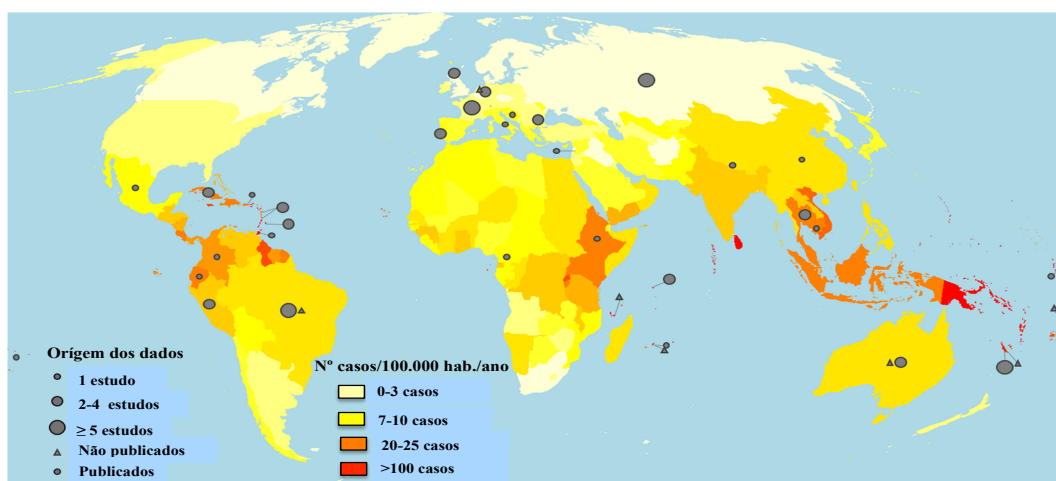 Orígem dos dados
1 estudo
2-4 estudos
≥ 5 estudos
Não publicados
Publicados
Nº casos/100.000 hab./ano
0-3 casos
7-10 casos
20-25 casos
>100 casos